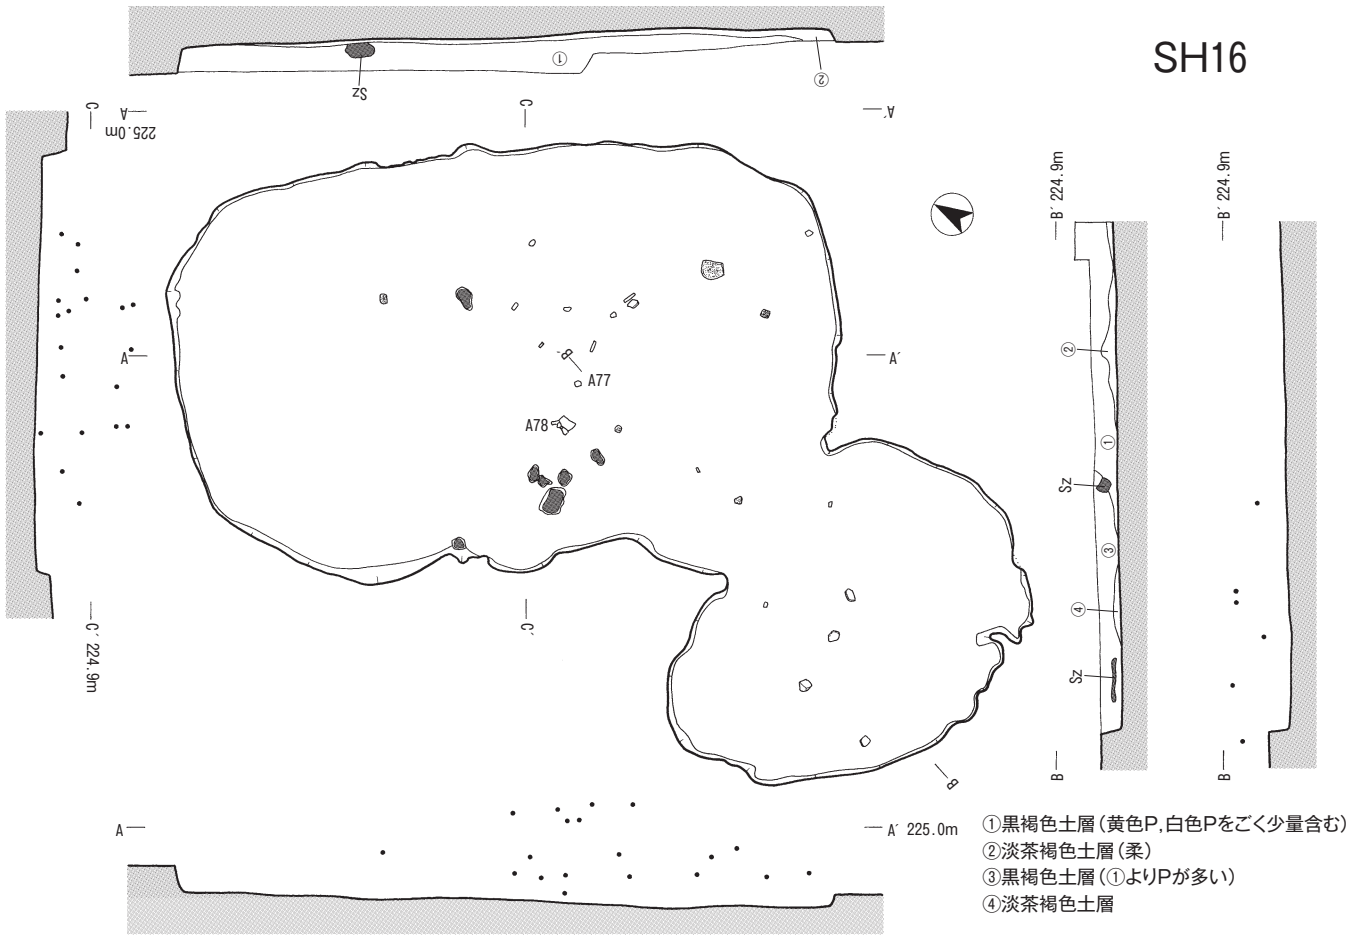 SH16
①
②
Sz
C
A
225.0m
C
A´
A
A´
A77
A78
B´
C´ 224.9m
C´
B
A
A´ 225.0m
B´ 224.9m
②
①
Sz
③
④
Sz
B
B´ 224.9m
B
①黒褐色土層(黄色P,白色Pをごく少量含む)
②淡茶褐色土層(柔)
③黒褐色土層(①よりPが多い)
④淡茶褐色土層